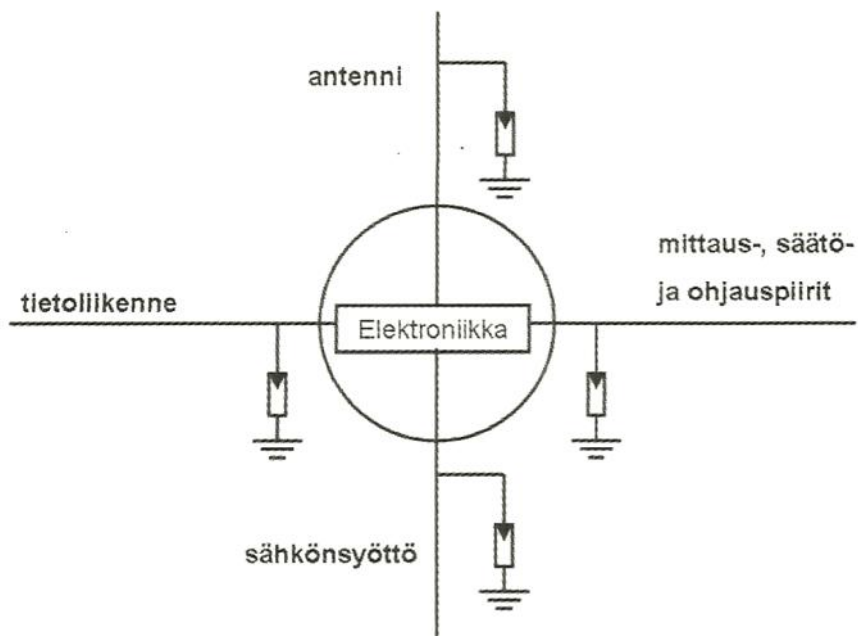 antenni
mittaus-, säätö-
ja ohjauspiirit
tietoliikenne
Elektroniikka
sähkönsyöttö